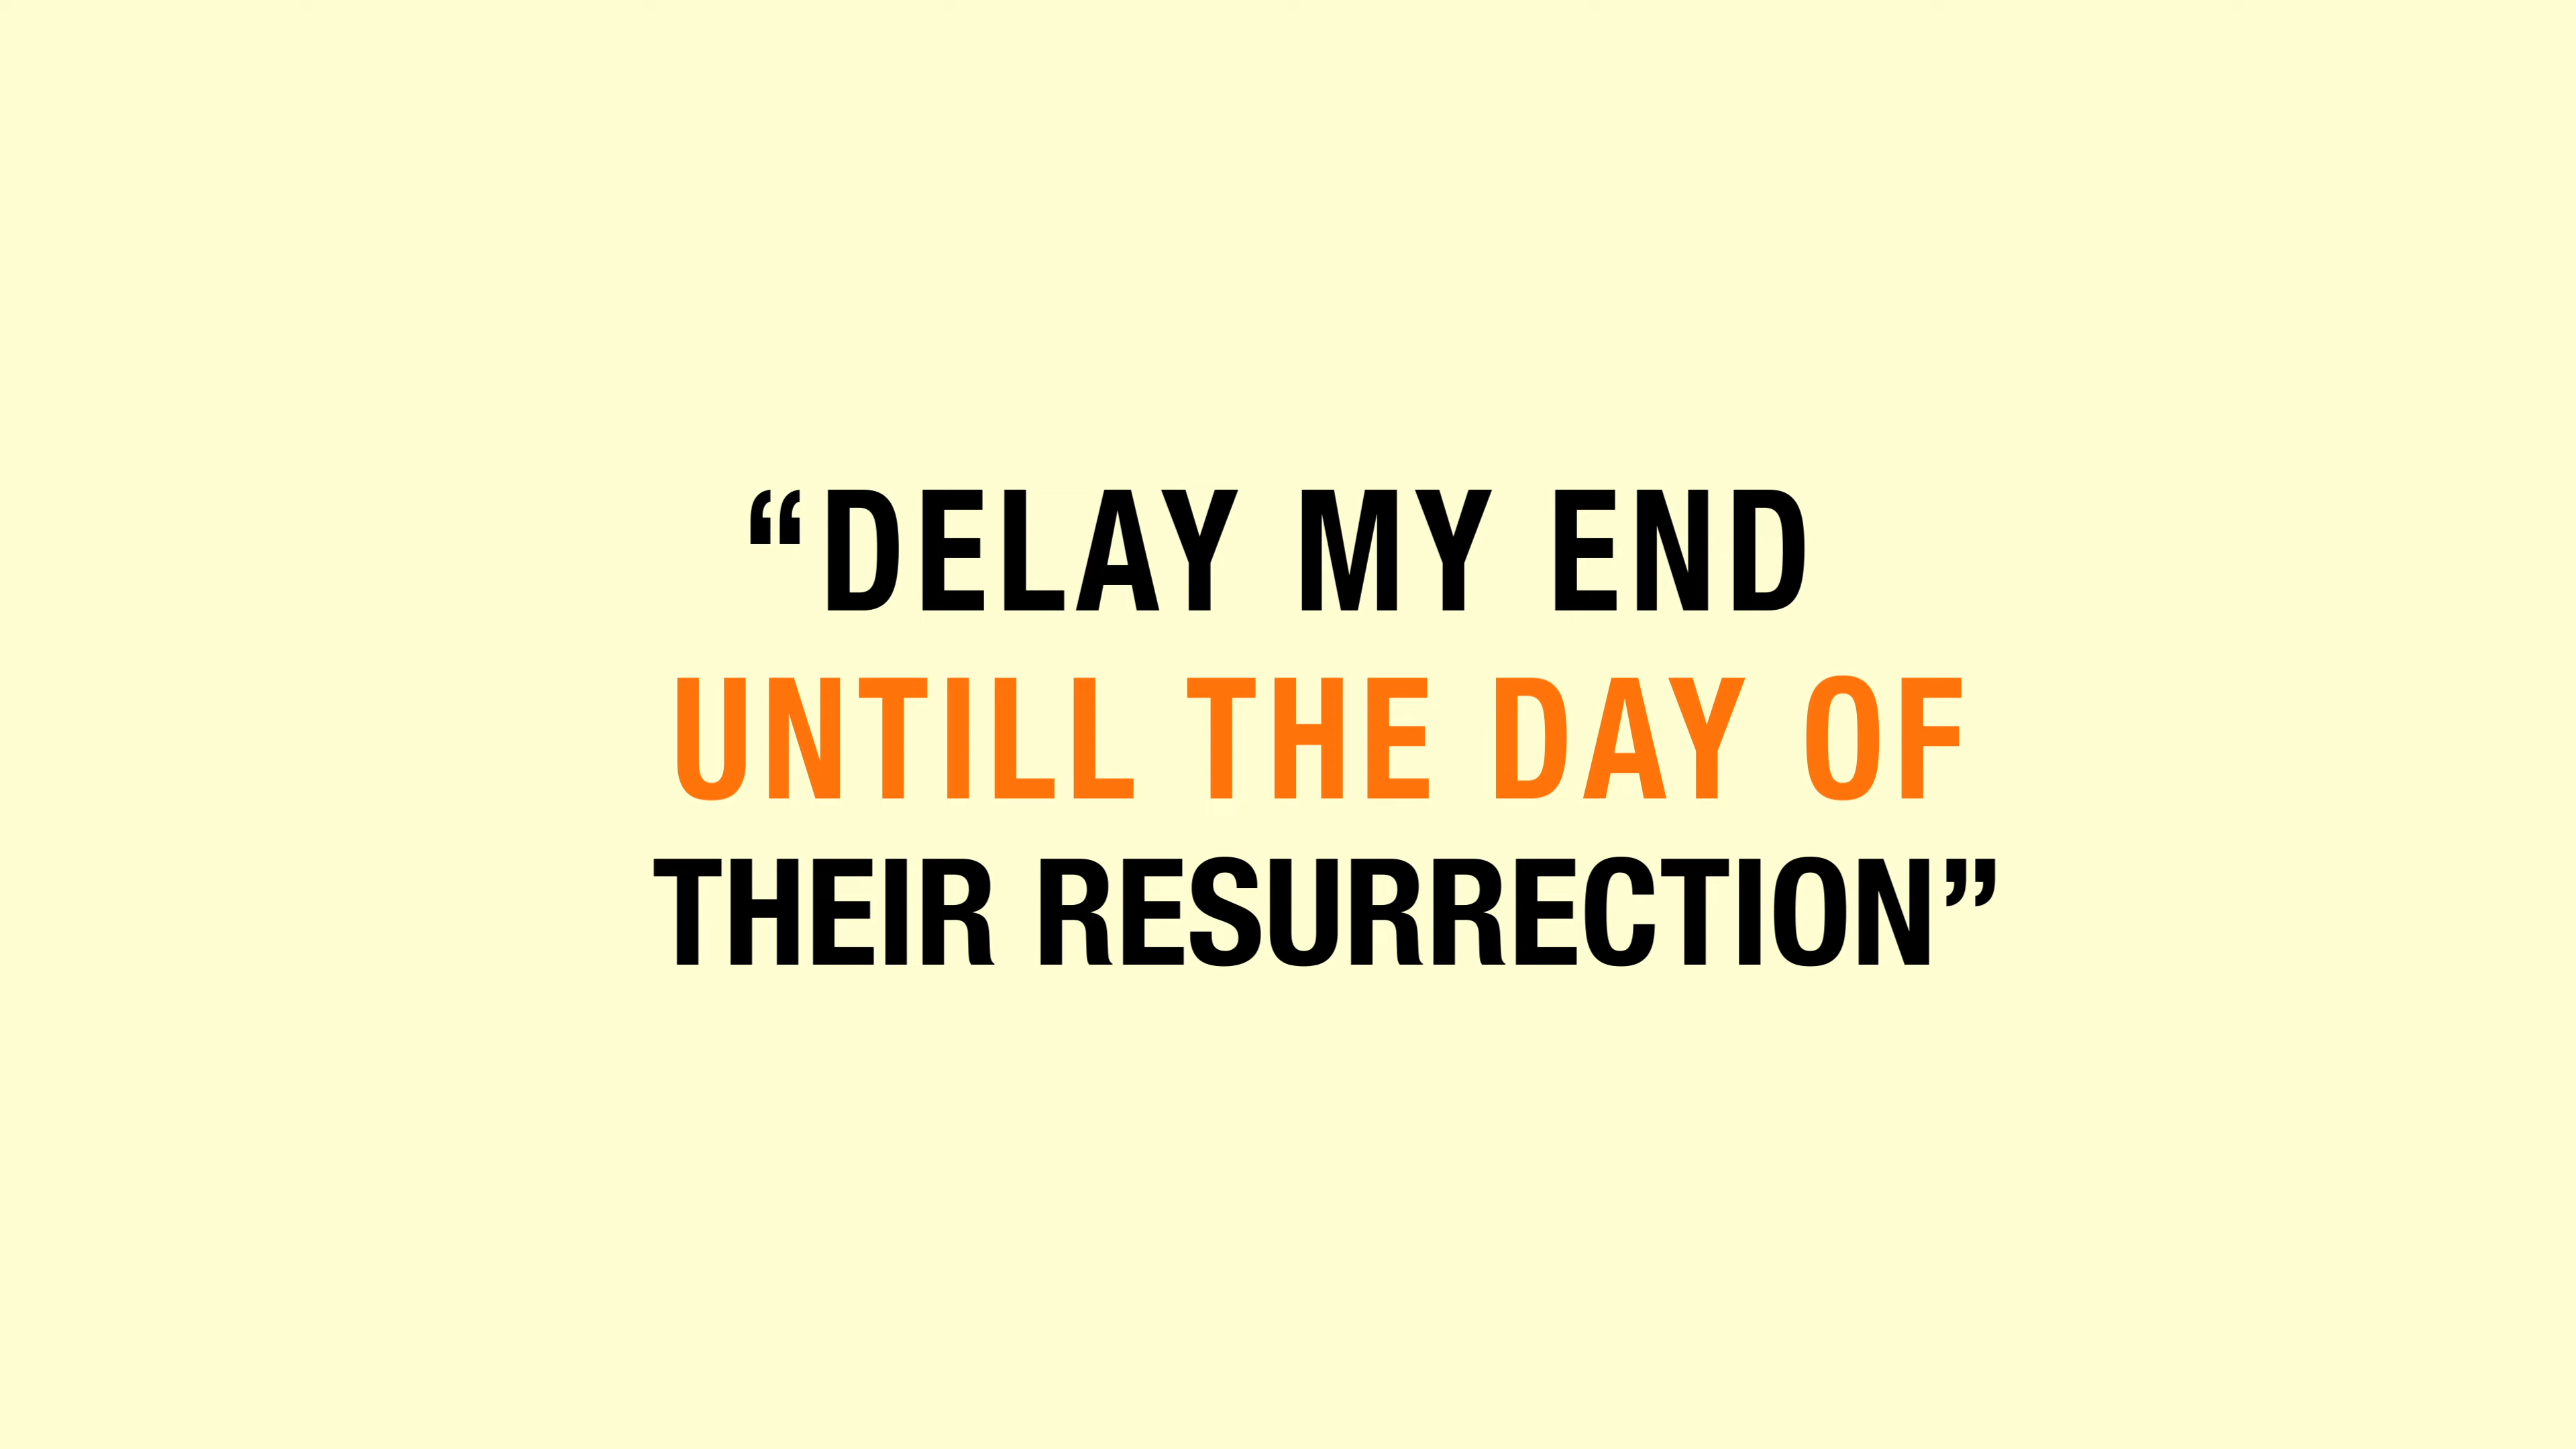 “DELAY MY END
UNTILL THE DAY OF
THEIR RESURRECTION”